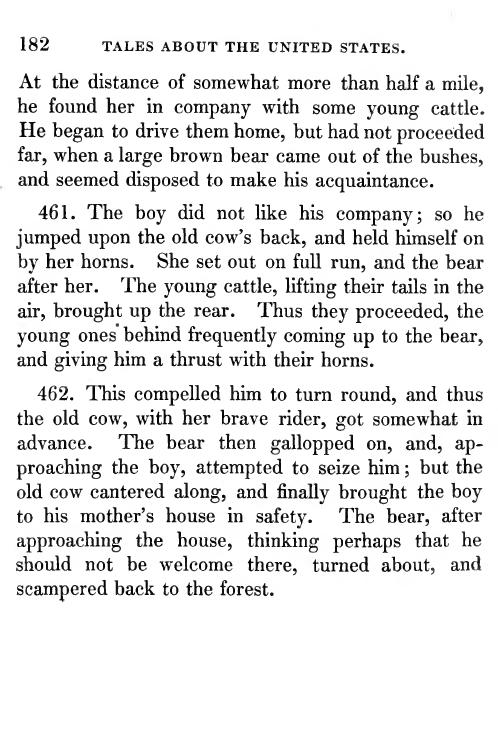 182 TALES ABOUT THE UNITED STATES.
At the distance of somewhat more than half a mile,
he found her in company with some young cattle.
He began to drive them home, but had not proceeded
far, when a large brown bear came out of the bushes,
and seemed disposed to make his acquaintance.
461. The boy did not like his company; so he
jumped upon the old cow's back, and held himself on
by her horns. She set out on full run, and the bear
after her. The young cattle, lifting their tails in the
air, brought up the rear. Thus they proceeded, the
young ones behind frequently coming up to the bear,
and giving him a thrust with their horns.
462. This compelled him to turn round, and thus
the old cow, with her brave rider, got somewhat in
advance. The bear then gallopped on, and, ap-
proaching the boy, attempted to seize him; but the
old cow cantered along, and finally brought the boy
to his mother's house in safety. The bear, after
approaching the house, thinking perhaps that he
should not be welcome there, turned about, and
scampered back to the forest.